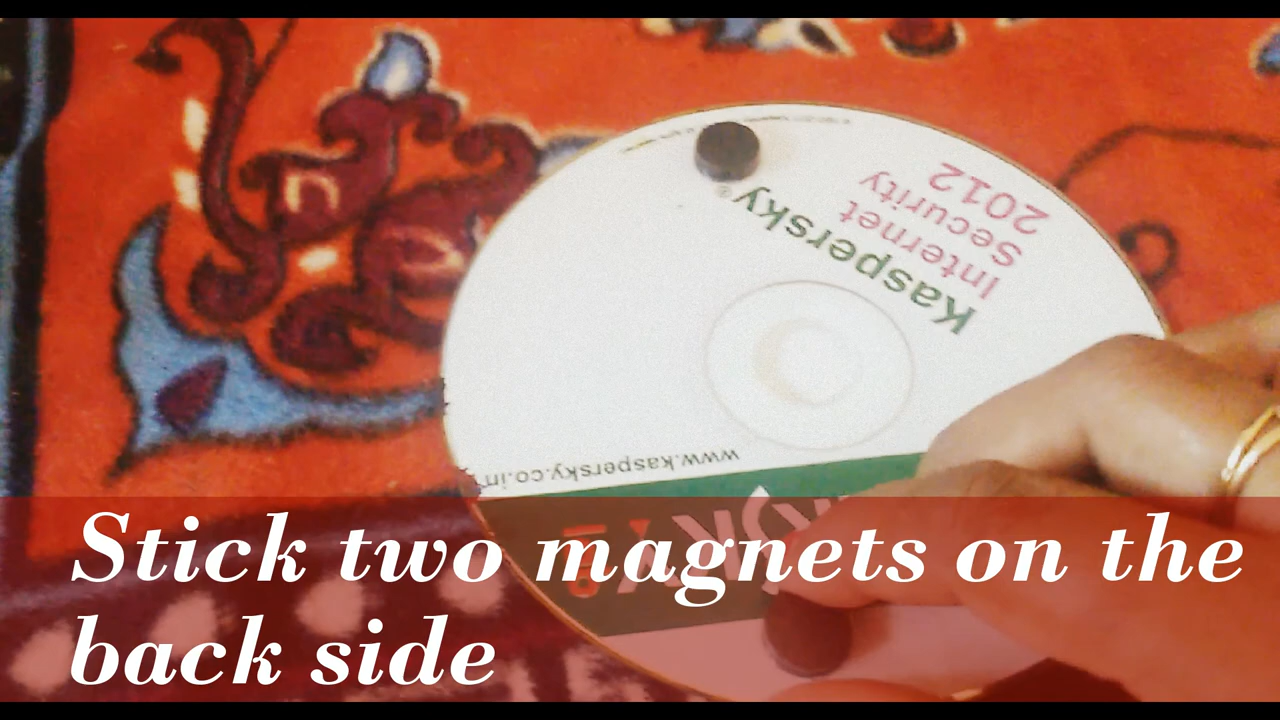 Kaspersky®
Internet
Security
2012
www.kaspersky.co.in
Stick two magnets on the
back side